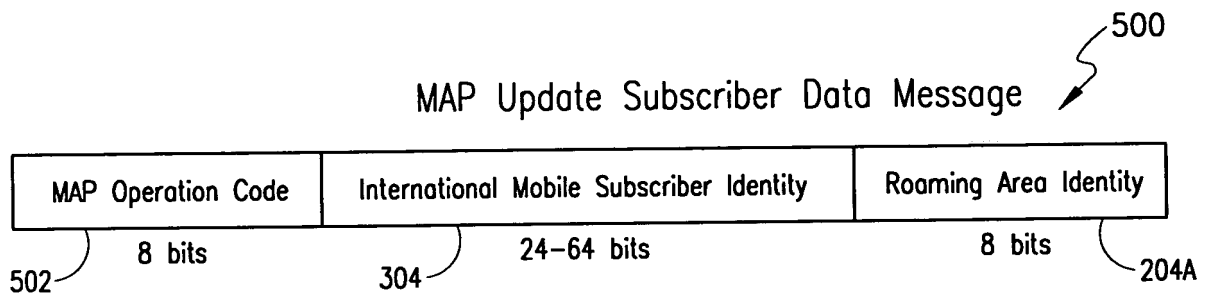 500
MAP Update Subscriber Data Message
MAP Operation Code International Mobile Subscriber Identity Roaming Area Identity
8 bits 24-64 bits 8 bits
502 304 204A